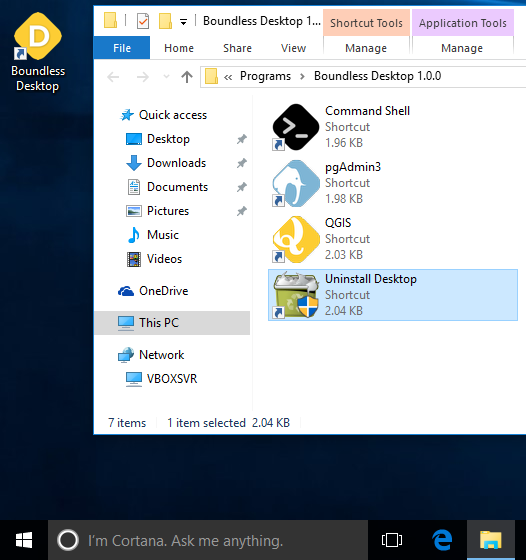 D
Boundless
Desktop
Boundless Desktop 1...
Shortcut Tools
Application Tools
File
Home
Share
View
Manage
Manage
« Programs > Boundless Desktop 1.0.0
Quick access
Desktop
Downloads
Documents
Pictures
Music
Videos
OneDrive
This PC
Network
VBOXSVR
Command Shell
Shortcut
1.96 KB
pgAdmin3
Shortcut
1.98 KB
QGIS
Shortcut
2.03 KB
Uninstall Desktop
Shortcut
2.04 KB
7 items
1 item selected 2.04 KB
I'm Cortana. Ask me anything.